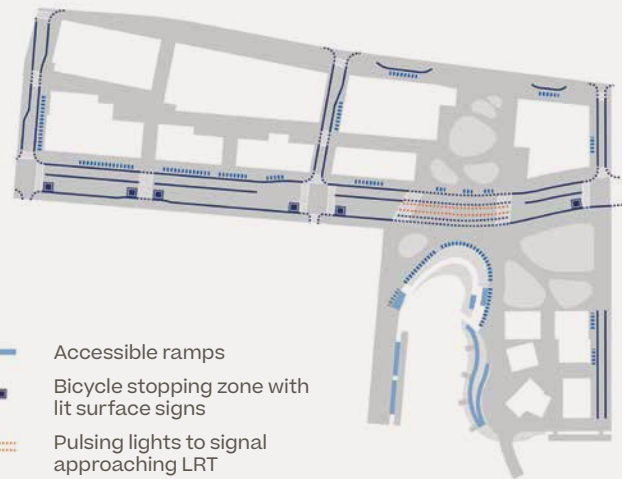 Accessible ramps
Bicycle stopping zone with
lit surface signs
Pulsing lights to signal
approaching LRT